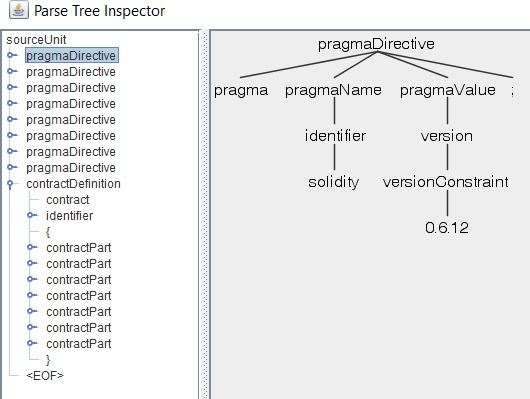 Parse Tree Inspector
sourceUnit
pragmaDirective
pragmaDirective
pragmaDirective
pragmaDirective
pragmaDirective
pragmaDirective
pragmaDirective
pragmaDirective
contractDefinition
contract
identifier
{
contractPart
contractPart
contractPart
contractPart
contractPart
contractPart
contractPart
}
<EOF>
pragmaDirective
pragma pragmaName pragmaValue ;
identifier version
solidity versionConstraint
0.6.12